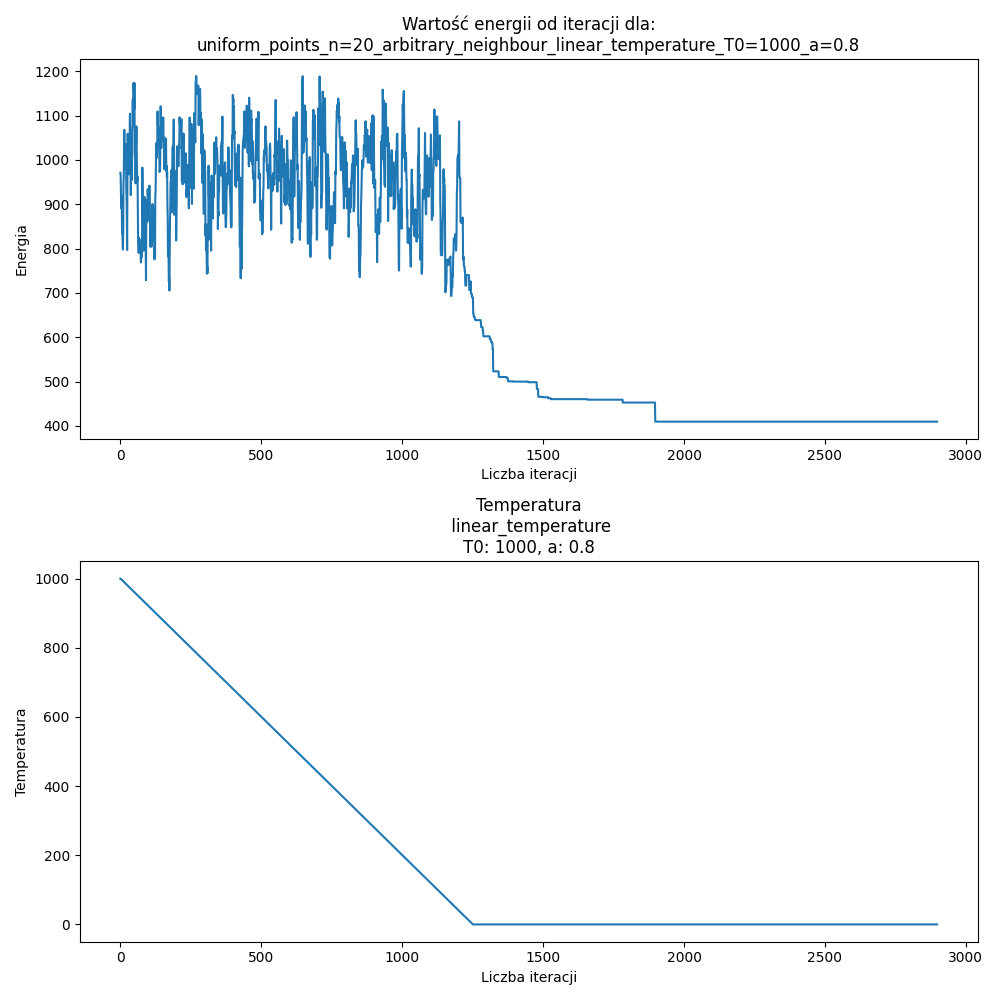 Wartość energii od iteracji dla:
uniform_points_n=20_arbitrary_neighbour_linear_temperature_T0=1000_a=0.8
1200
1100
1000
900
800
700
600
500
400
Energia
0 500 1000 1500 2000 2500 3000
Liczba iteracji
Temperatura
linear_temperature
T0: 1000, a: 0.8
1000
800
600
400
200
0
Temperatura
0 500 1000 1500 2000 2500 3000
Liczba iteracji